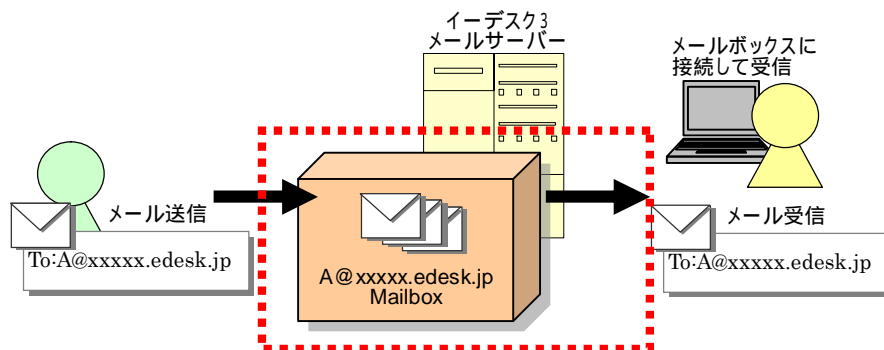 イーデスク3
メールサーバー
メールボックスに
接続して受信
メール送信
To:A@xxxxx.edesk.jp
A@xxxxx.edesk.jp
Mailbox
メール受信
To:A@xxxxx.edesk.jp